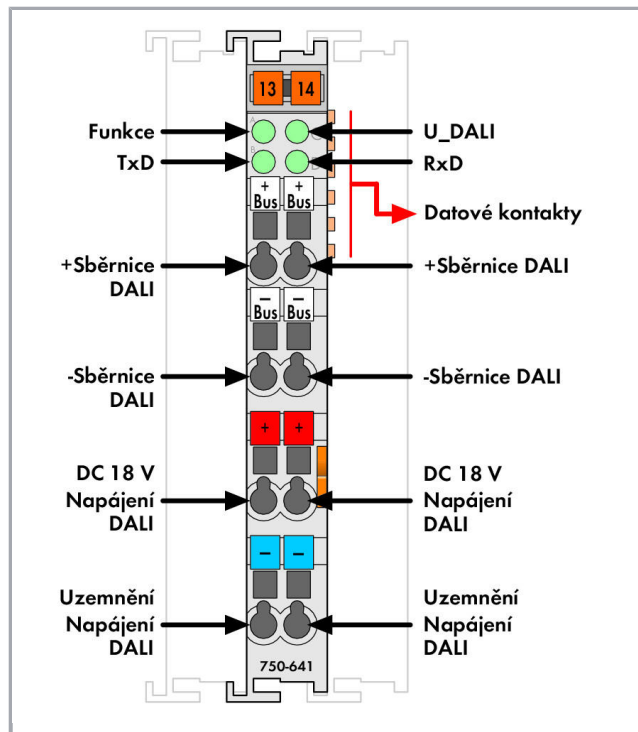 13 14
Funkce
U_DALI
TxD
RxD
+ +
Bus Bus
Datové kontakty
+Sběrnice
DALI
+Sběrnice DALI
– –
Bus Bus
-Sběrnice
DALI
-Sběrnice DALI
+ +
DC 18 V
Napájení
DALI
DC 18 V
Napájení
DALI
– –
Uzemnění
Napájení
DALI
Uzemnění
Napájení
DALI
750-641